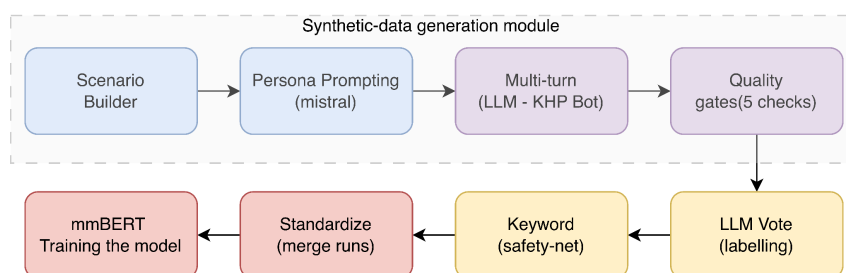 Synthetic-data generation module
Scenario
Builder
Persona Prompting
(mistral)
Multi-turn
(LLM - KHP Bot)
Quality
gates(5 checks)
mmBERT
Training the model
Standardize
(merge runs)
Keyword
(safety-net)
LLM Vote
(labelling)